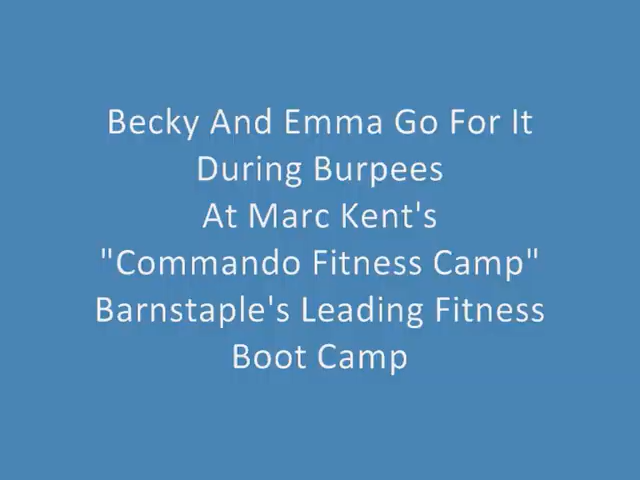 Becky And Emma Go For It
During Burpees
At Marc Kent's
"Commando Fitness Camp"
Barnstaple's Leading Fitness
Boot Camp